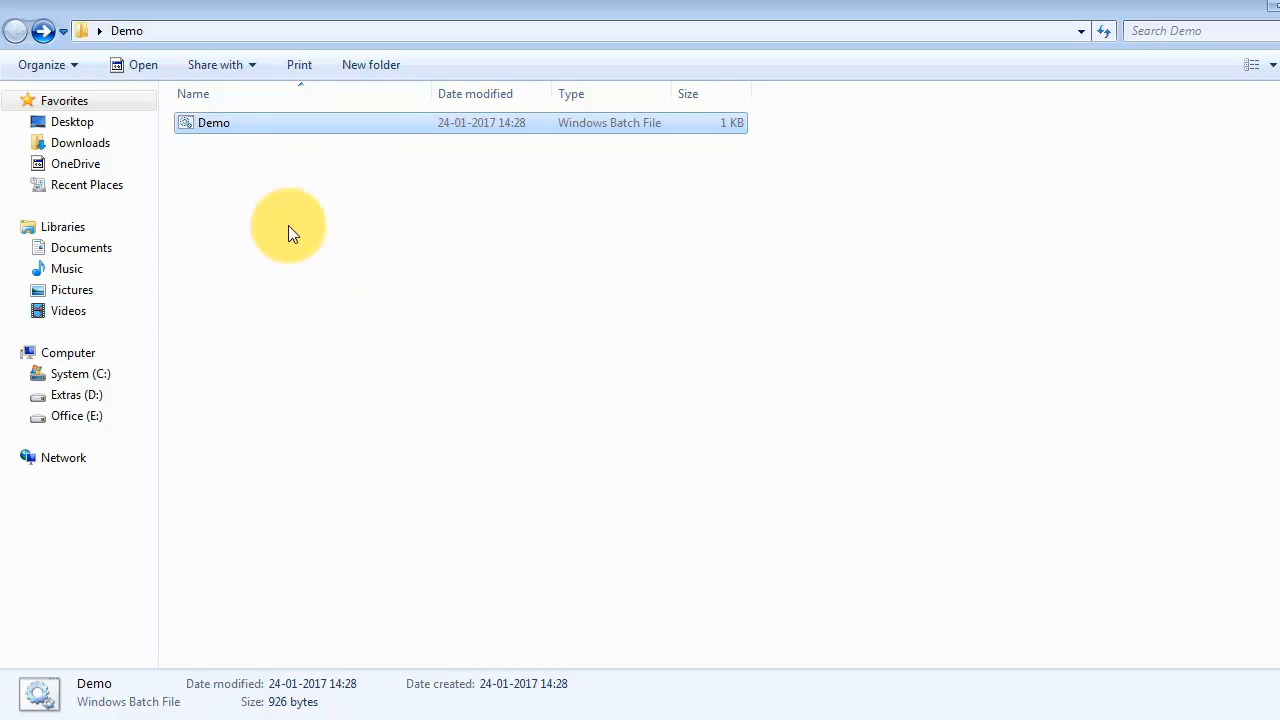 Demo
Search Demo
Organize Open Share with Print New folder
Favorites
Desktop
Downloads
OneDrive
Recent Places
Libraries
Documents
Music
Pictures
Videos
Computer
System (C:)
Extras (D:)
Office (E:)
Network
Name Date modified Type Size
Demo 24-01-2017 14:28 Windows Batch File 1 KB
Demo Date modified: 24-01-2017 14:28 Date created: 24-01-2017 14:28
Windows Batch File Size: 926 bytes